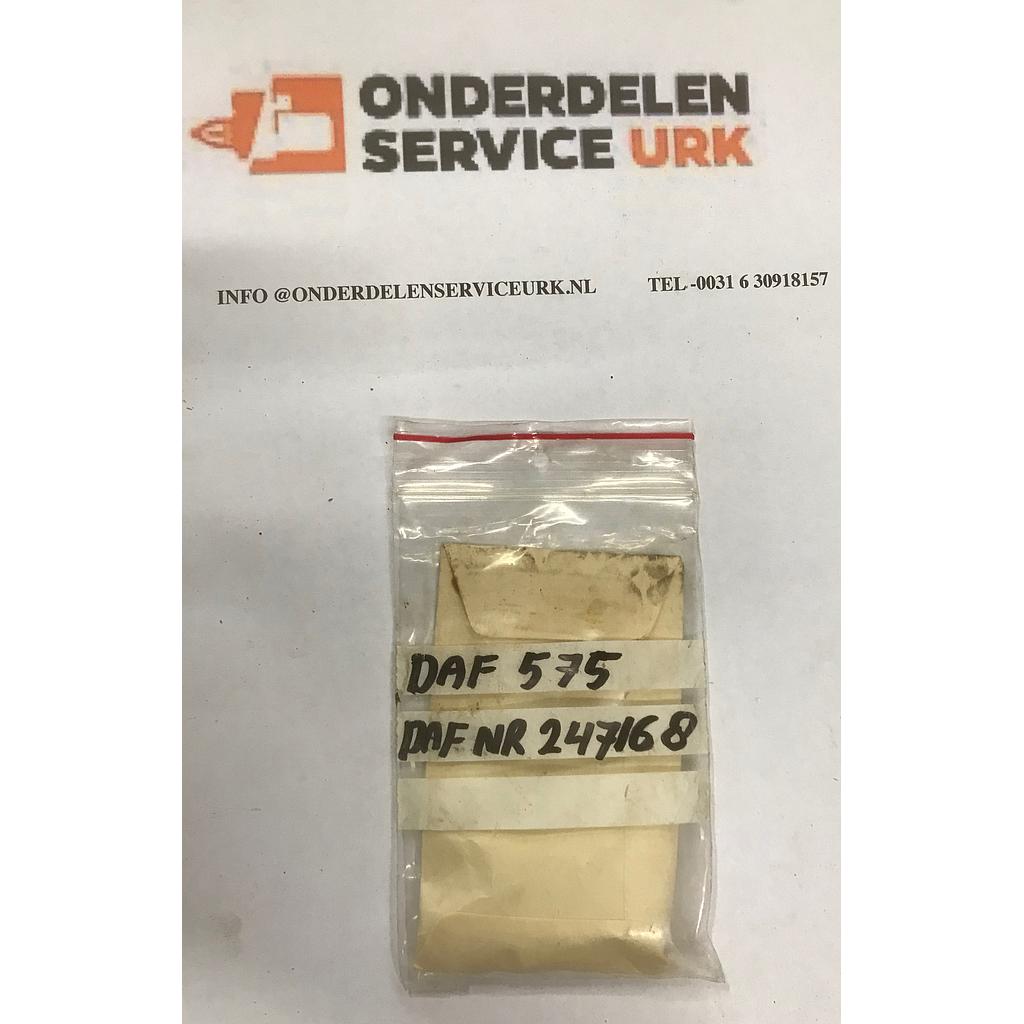 ONDERDELEN
SERVICE URK
INFO @ONDERDELENSERVICEURK.NL TEL -0031 6 30918157
DAF 575
DAF NR 247168